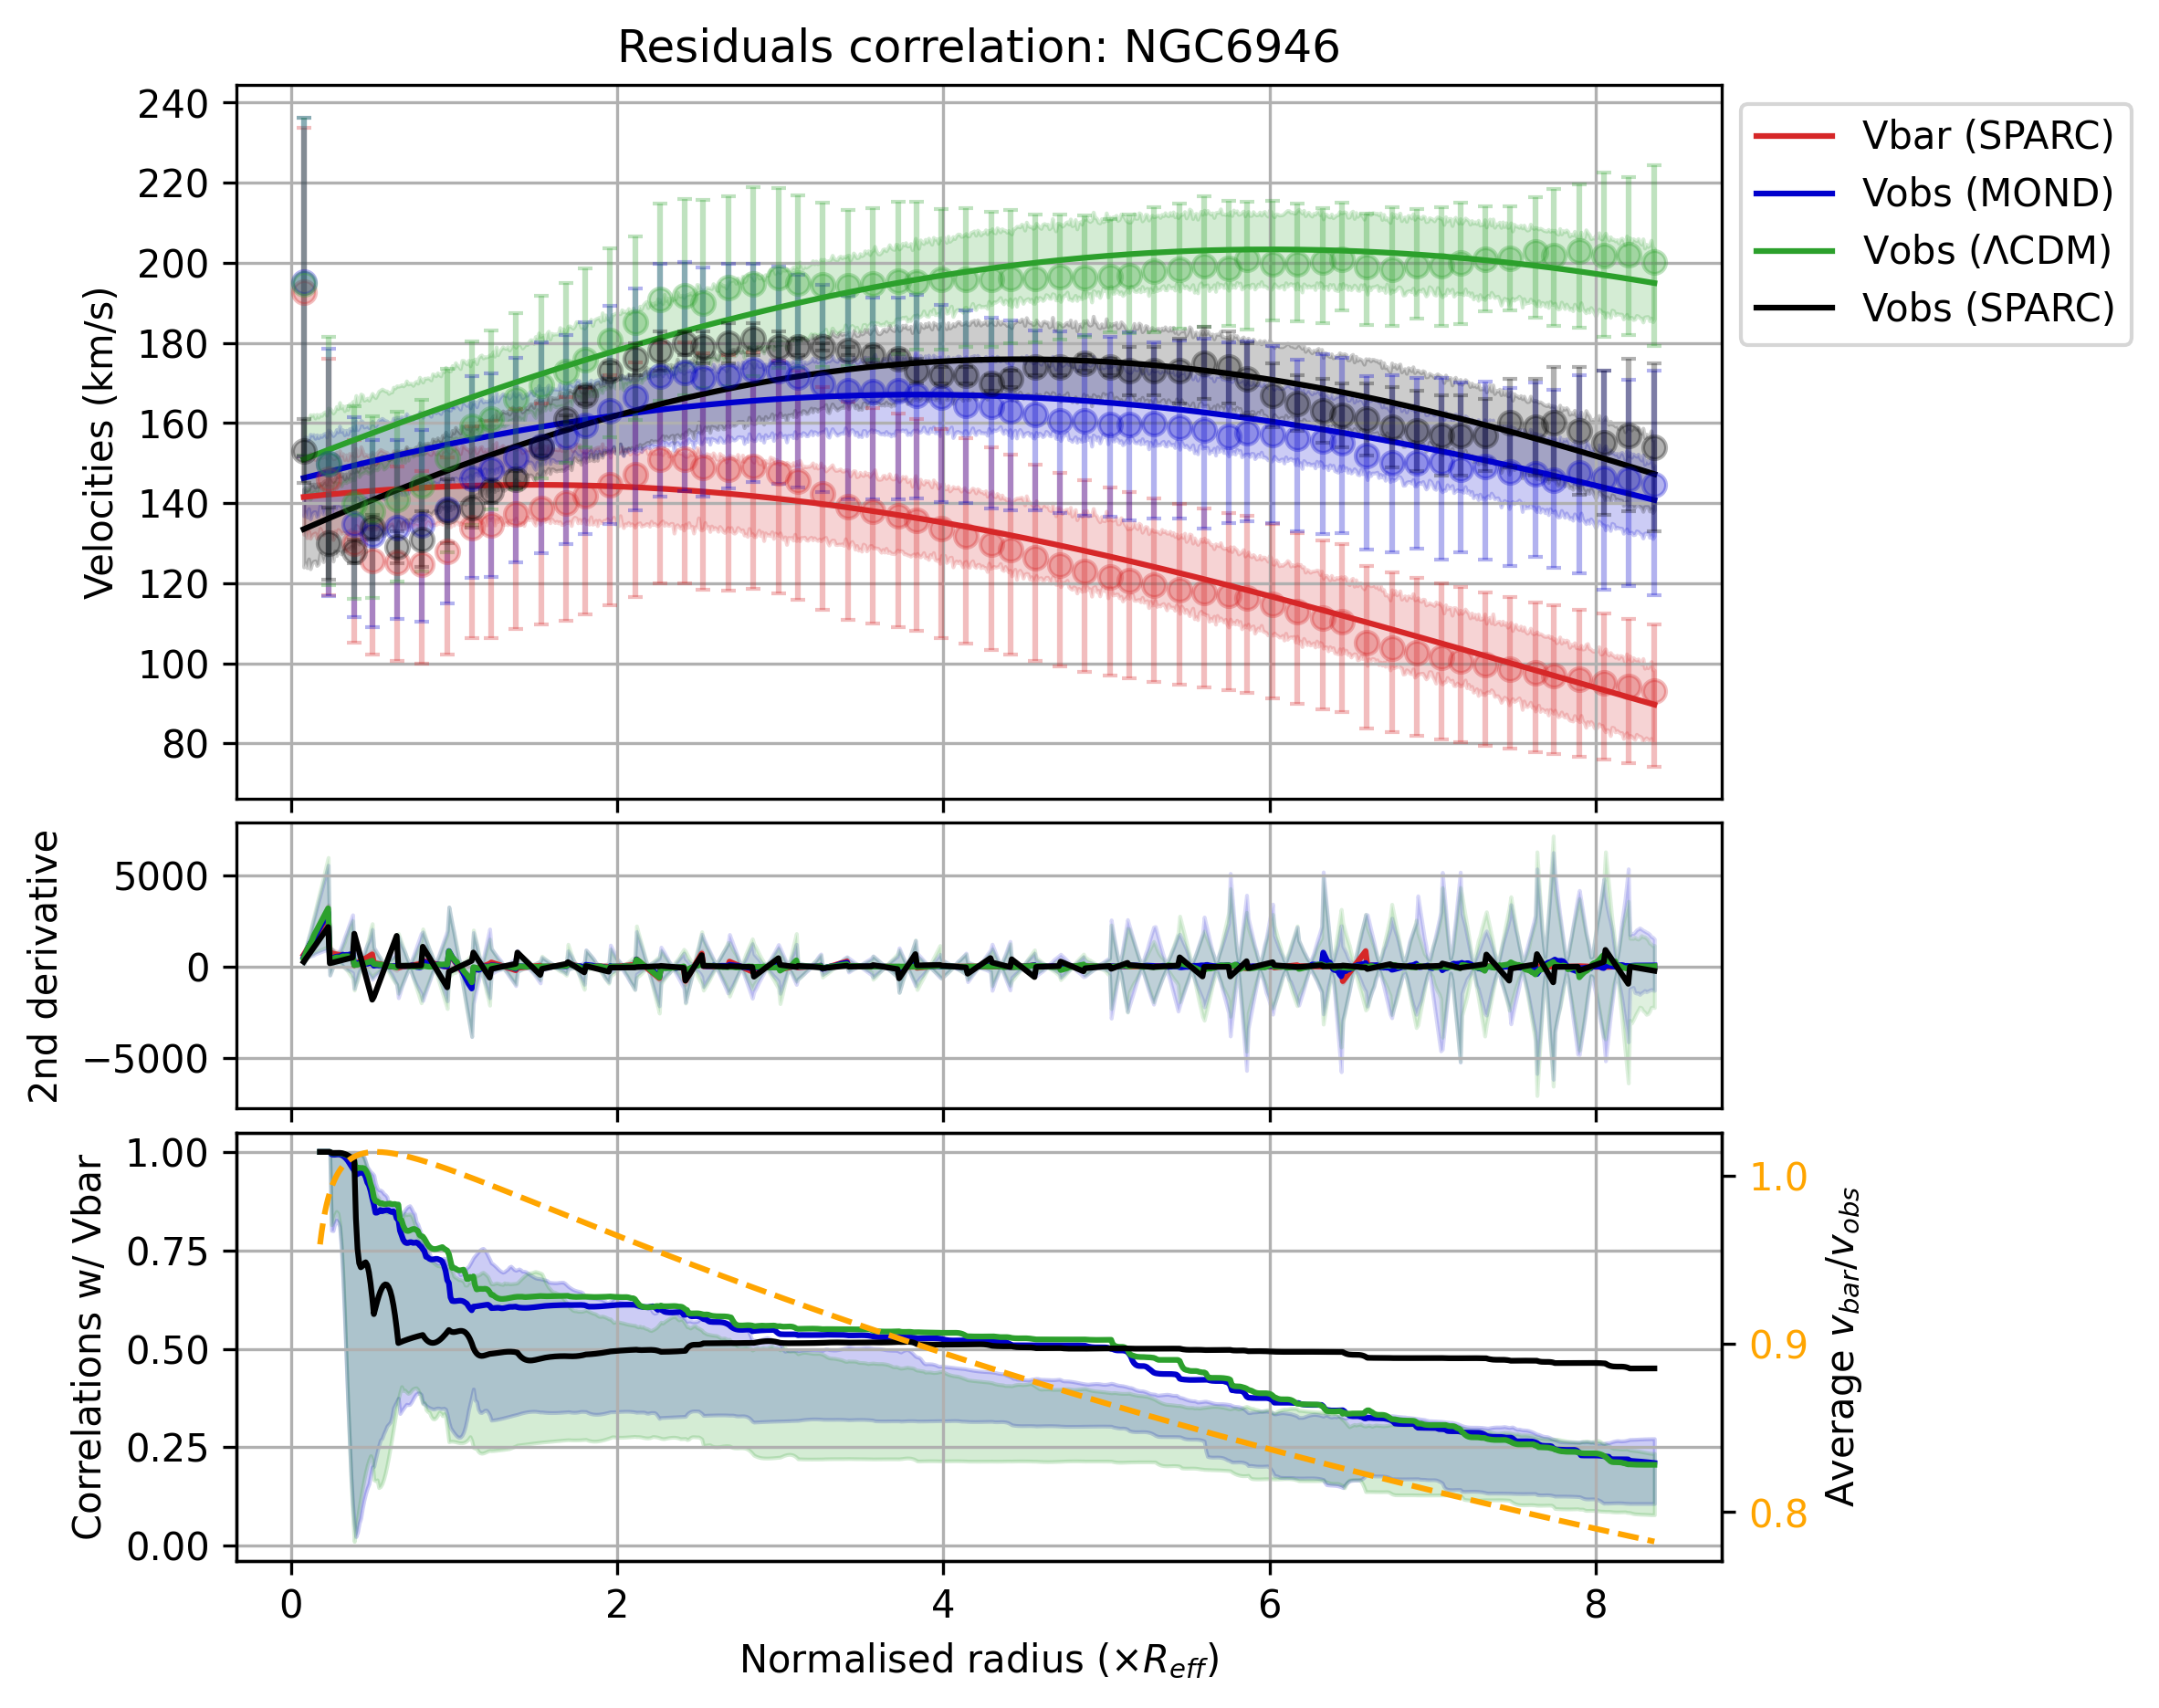 Residuals correlation: NGC6946
240
220
200
180
160
140
120
100
80
Velocities (km/s)
Vbar (SPARC)
Vobs (MOND)
Vobs (ΛCDM)
Vobs (SPARC)
5000
0
−5000
2nd derivative
1.00
0.75
0.50
0.25
0.00
Correlations w/ Vbar
1.0
0.9
0.8
Average v_bar/v_obs
0 2 4 6 8
Normalised radius (×R_eff)